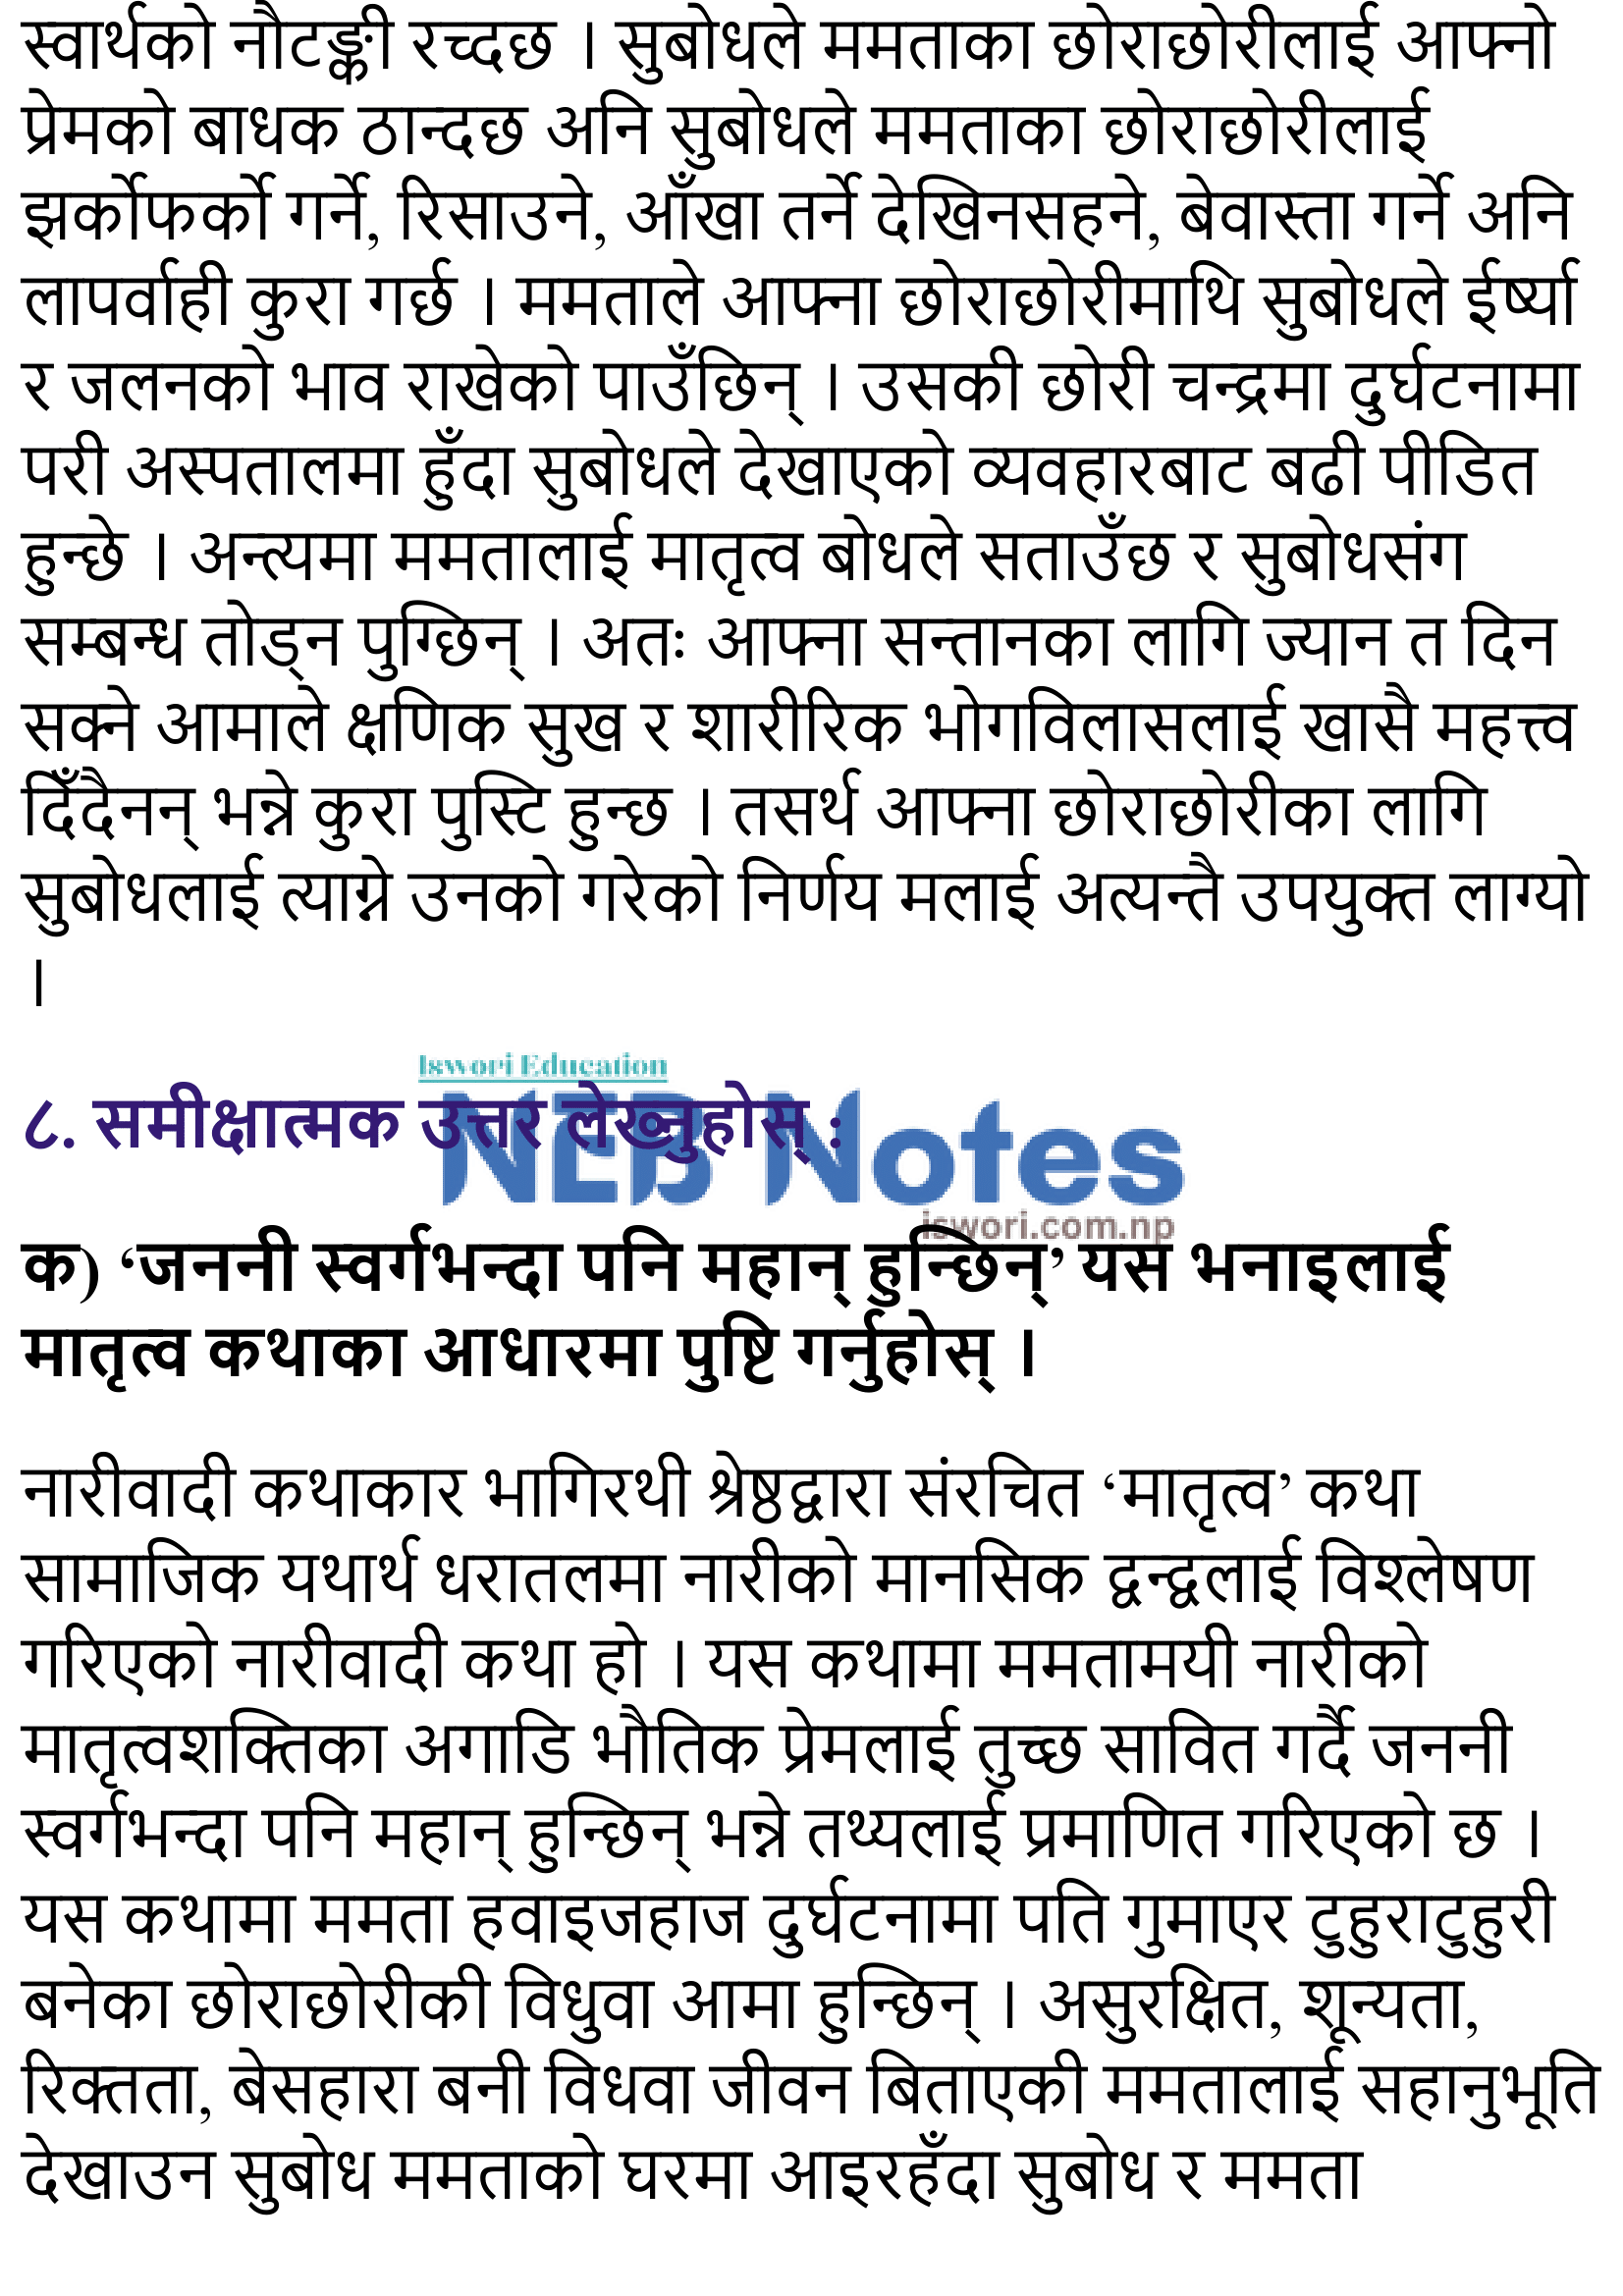 स्वार्थको नौटङ्की रच्दछ । सुबोधले ममताका छोराछोरीलाई आफ्नो
प्रेमको बाधक ठान्दछ अनि सुबोधले ममताका छोराछोरीलाई
झर्कोफर्को गर्ने, रिसाउने, आँखा तर्ने देखिनसहने, बेवास्ता गर्ने अनि
लापर्वाही कुरा गर्छ । ममताले आफ्ना छोराछोरीमाथि सुबोधले ईर्ष्या
र जलनको भाव राखेको पाउँछिन् । उसकी छोरी चन्द्रमा दुर्घटनामा
परी अस्पतालमा हुँदा सुबोधले देखाएको व्यवहारबाट बढी पीडित
हुन्छे । अन्त्यमा ममतालाई मातृत्व बोधले सताउँछ र सुबोधसंग
सम्बन्ध तोड्न पुग्छिन् । अतः आफ्ना सन्तानका लागि ज्यान त दिन
सक्ने आमाले क्षणिक सुख र शारीरिक भोगविलासलाई खासै महत्त्व
दिँदैनन् भन्ने कुरा पुस्टि हुन्छ । तसर्थ आफ्ना छोराछोरीका लागि
सुबोधलाई त्याग्ने उनको गरेको निर्णय मलाई अत्यन्तै उपयुक्त लाग्यो
।
Iswori Education
NEB Notes
iswori.com.np
८. समीक्षात्मक उत्तर लेख्नुहोस् :
क) ‘जननी स्वर्गभन्दा पनि महान् हुन्छिन्’ यस भनाइलाई
मातृत्व कथाका आधारमा पुष्टि गर्नुहोस् ।
नारीवादी कथाकार भागिरथी श्रेष्ठद्वारा संरचित ‘मातृत्व’ कथा
सामाजिक यथार्थ धरातलमा नारीको मानसिक द्वन्द्वलाई विश्लेषण
गरिएको नारीवादी कथा हो । यस कथामा ममतामयी नारीको
मातृत्वशक्तिका अगाडि भौतिक प्रेमलाई तुच्छ सावित गर्दै जननी
स्वर्गभन्दा पनि महान् हुन्छिन् भन्ने तथ्यलाई प्रमाणित गरिएको छ ।
यस कथामा ममता हवाइजहाज दुर्घटनामा पति गुमाएर टुहुराटुहुरी
बनेका छोराछोरीकी विधुवा आमा हुन्छिन् । असुरक्षित, शून्यता,
रिक्तता, बेसहारा बनी विधवा जीवन बिताएकी ममतालाई सहानुभूति
देखाउन सुबोध ममताको घरमा आइरहँदा सुबोध र ममता